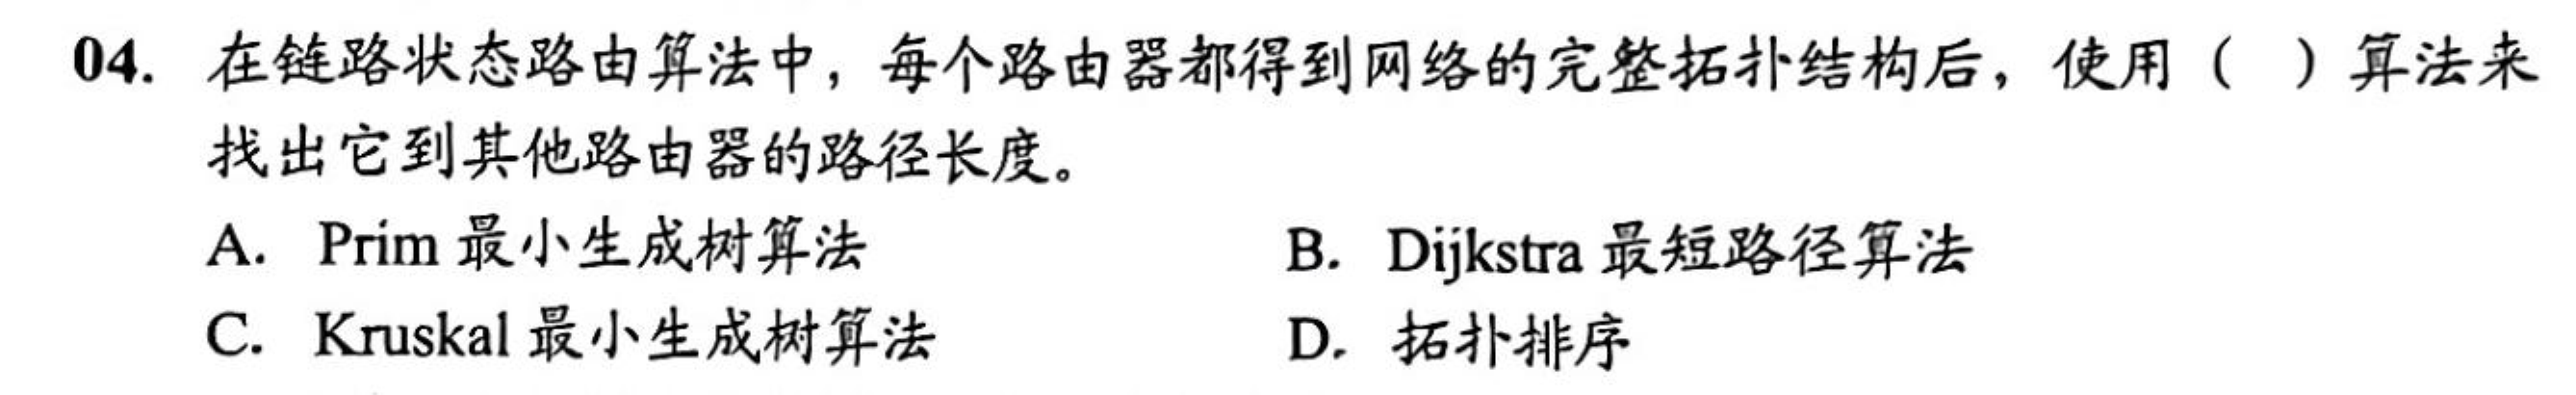 04. 在链路状态路由算法中，每个路由器都得到网络的完整拓扑结构后，使用（ ）算法来
找出它到其他路由器的路径长度。
A. Prim 最小生成树算法 B. Dijkstra 最短路径算法
C. Kruskal 最小生成树算法 D. 拓扑排序